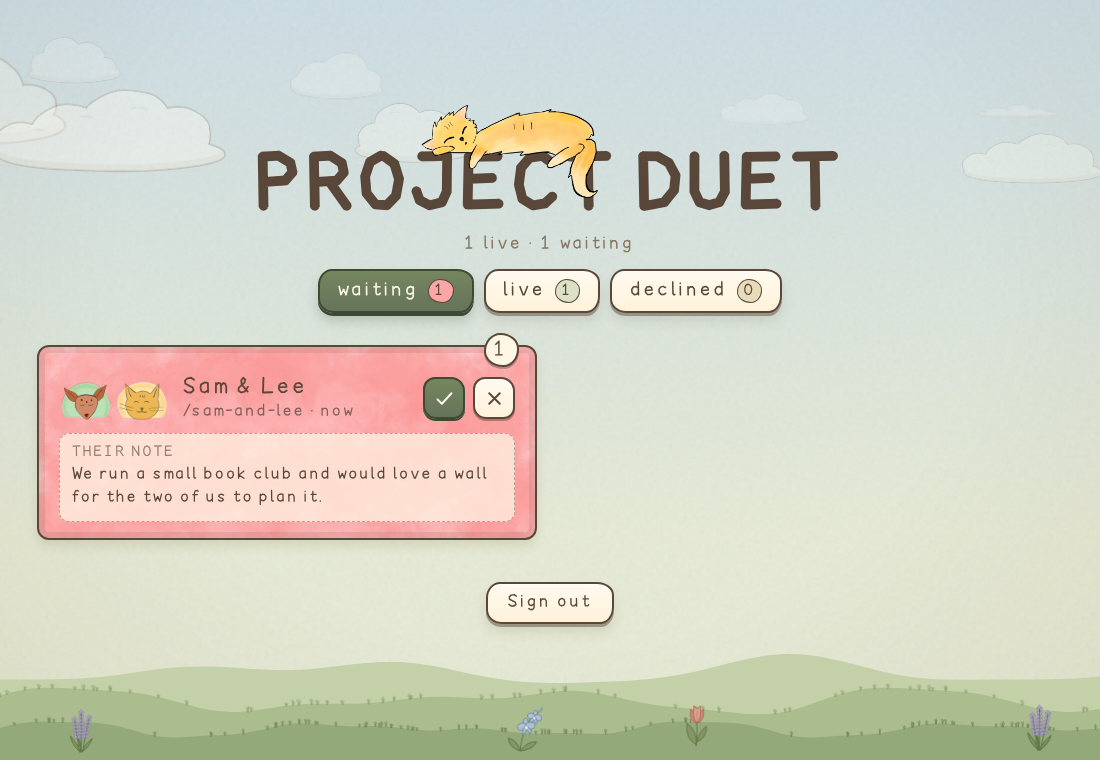 PROJECT DUET
1 live · 1 waiting
waiting 1 live 1 declined 0
1
Sam & Lee
/sam-and-lee · now
THEIR NOTE
We run a small book club and would love a wall
for the two of us to plan it.
Sign out